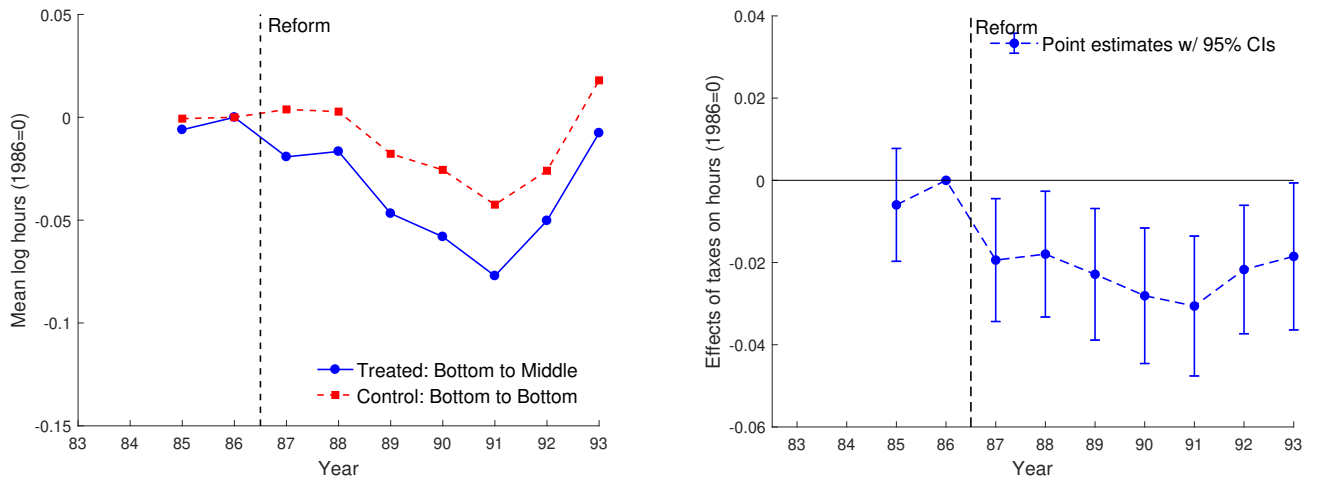 Mean log hours (1986=0)
0.05
0
-0.05
-0.1
-0.15
Reform
Treated: Bottom to Middle
Control: Bottom to Bottom
83 84 85 86 87 88 89 90 91 92 93
Year
Effects of taxes on hours (1986=0)
0.04
0.02
0
-0.02
-0.04
-0.06
Reform
Point estimates w/ 95% CIs
83 84 85 86 87 88 89 90 91 92 93
Year